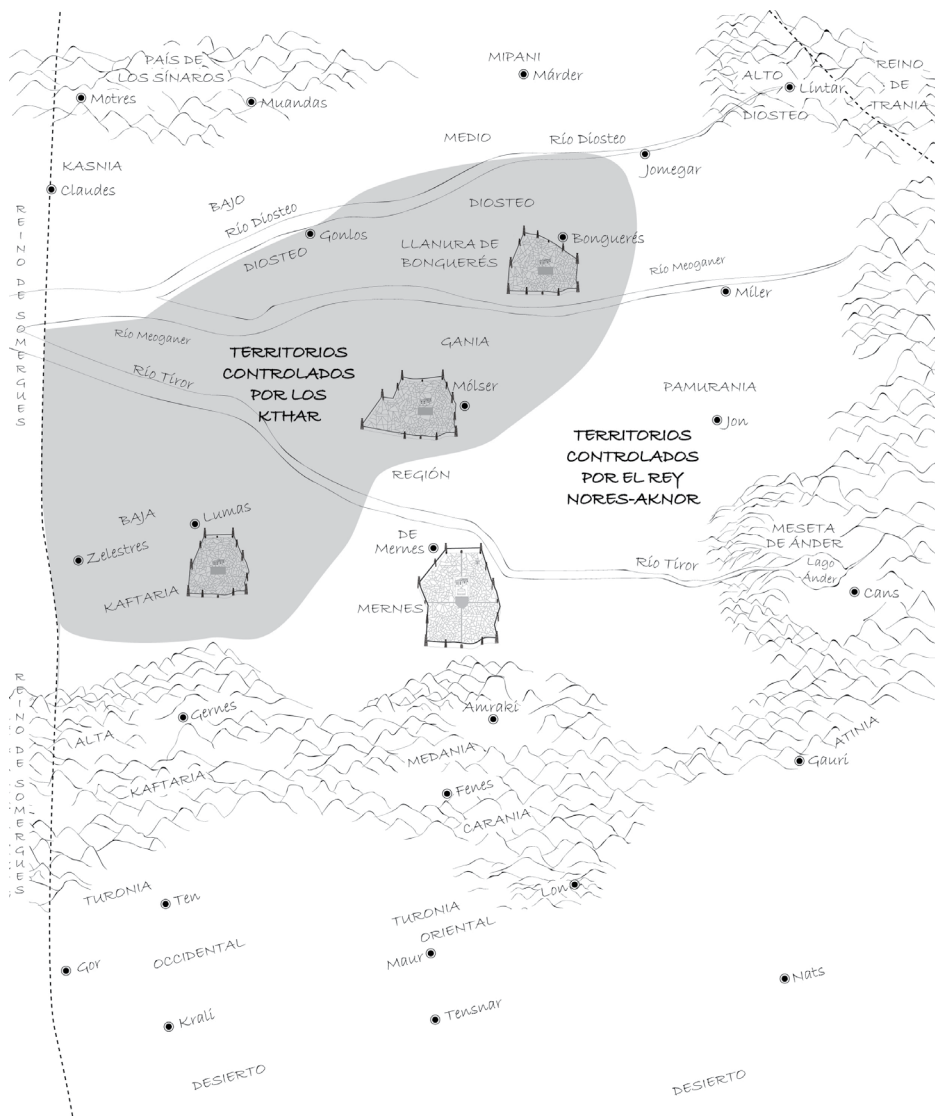 MIPANI
Márder
PAÍS DE
LOS SÍNAROS
Motres
Muandas
ALTO
Lintar
DIOSTEO
REINO
DE
TRANIA
MEDIO
Río Diosteo
Jomegar
KASNIA
Claudes
BAJO
Río Diosteo
Gonlos
DIOSTEO
DIOSTEO
LLANURA DE
BONGUERÉS
Bonguerés
Río Meoganer
Míler
REINO DE SOMERGUES
Río Meoganer
GANIA
TERRITORIOS
CONTROLADOS
POR LOS
KTHAR
Río Tíror
Mólser
PAMURANIA
Jon
TERRITORIOS
CONTROLADOS
POR EL REY
NORES-AKNOR
REGIÓN
BAJA
Lumas
Zelestres
KAFTARIA
DE
Mernes
MERNES
Río Tíror
MESETA
DE ÁNDER
Lago
Ánder
Cans
REINO DE SOMERGUES
Gernes
ALTA
KAFTARIA
Amraki
MEDANIA
Fenes
CARANIA
ATINIA
Gauri
Lon
TURONIA
Ten
OCCIDENTAL
Gor
Krali
TURONIA
ORIENTAL
Maur
Tensnar
Nats
DESIERTO
DESIERTO